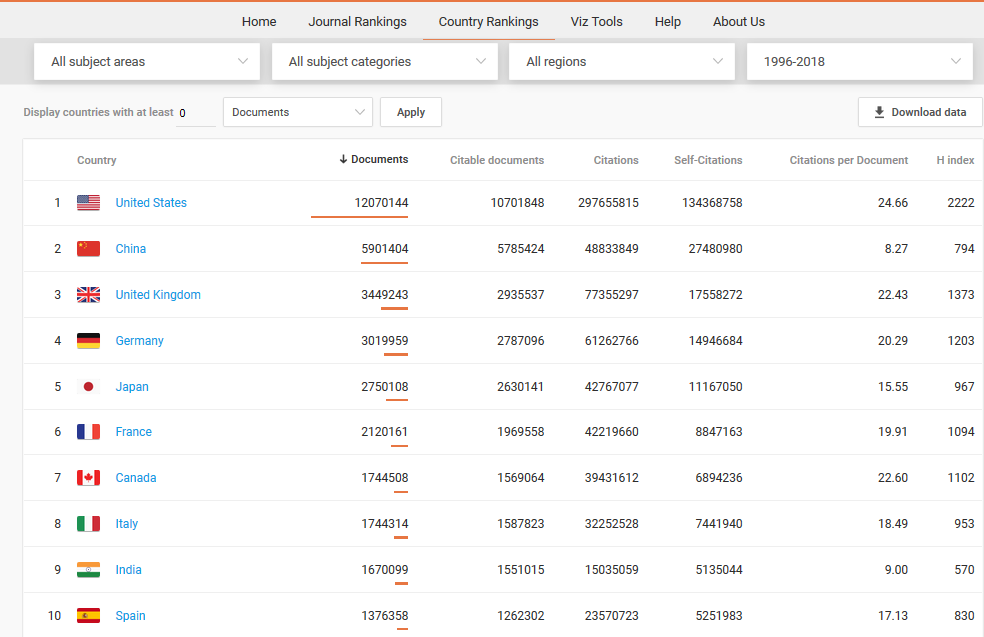 Home Journal Rankings Country Rankings Viz Tools Help About Us
All subject areas All subject categories All regions 1996-2018
Display countries with at least 0 Documents Apply Download data
Country Documents Citable documents Citations Self-Citations Citations per Document H index
1 United States 12070144 10701848 297655815 134368758 24.66 2222
2 China 5901404 5785424 48833849 27480980 8.27 794
3 United Kingdom 3449243 2935537 77355297 17558272 22.43 1373
4 Germany 3019959 2787096 61262766 14946684 20.29 1203
5 Japan 2750108 2630141 42767077 11167050 15.55 967
6 France 2120161 1969558 42219660 8847163 19.91 1094
7 Canada 1744508 1569064 39431612 6894236 22.60 1102
8 Italy 1744314 1587823 32252528 7441940 18.49 953
9 India 1670099 1551015 15035059 5135044 9.00 570
10 Spain 1376358 1262302 23570723 5251983 17.13 830